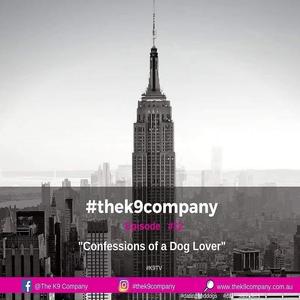 #thek9company
Episode
"Confessions of a Dog Lover"
#K9TV
@The K9 Company #thek9company www.thek9company.com.au